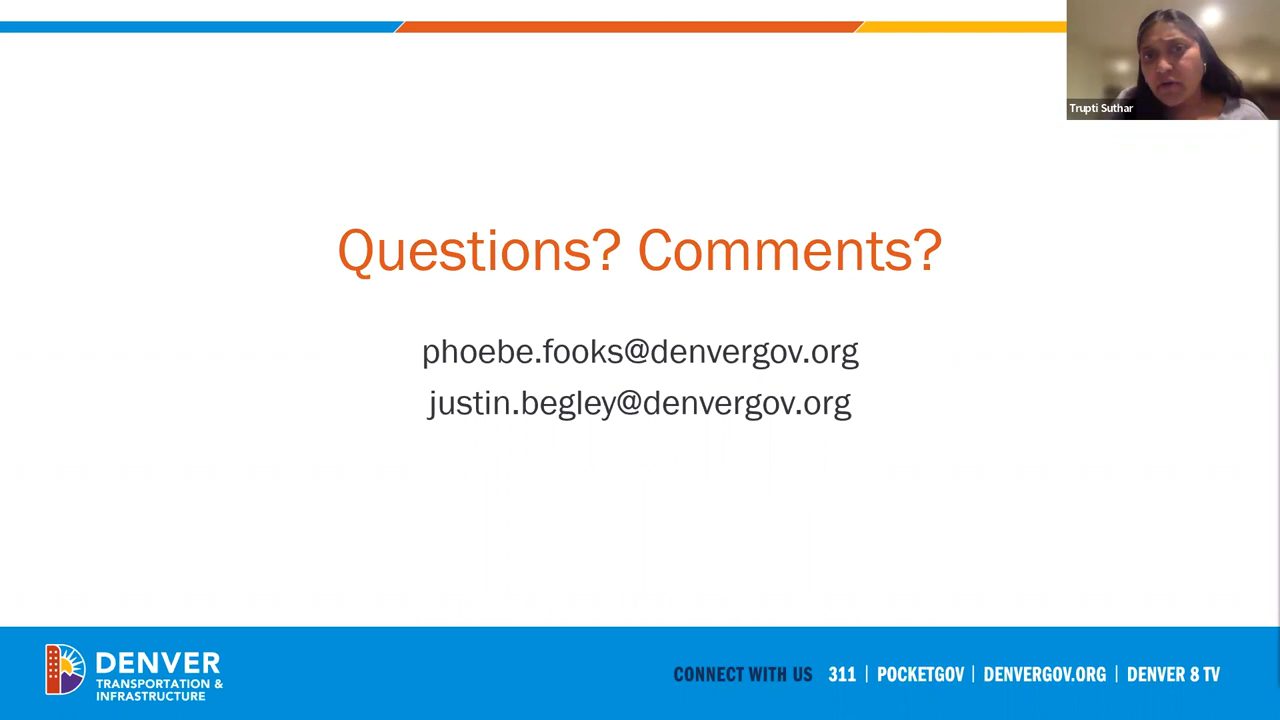 Trupti Suthar
Questions? Comments?
phoebe.fooks@denvergov.org
justin.begley@denvergov.org
DENVER
TRANSPORTATION &
INFRASTRUCTURE
CONNECT WITH US 311 | POCKETGOV | DENVERGOV.ORG | DENVER 8 TV